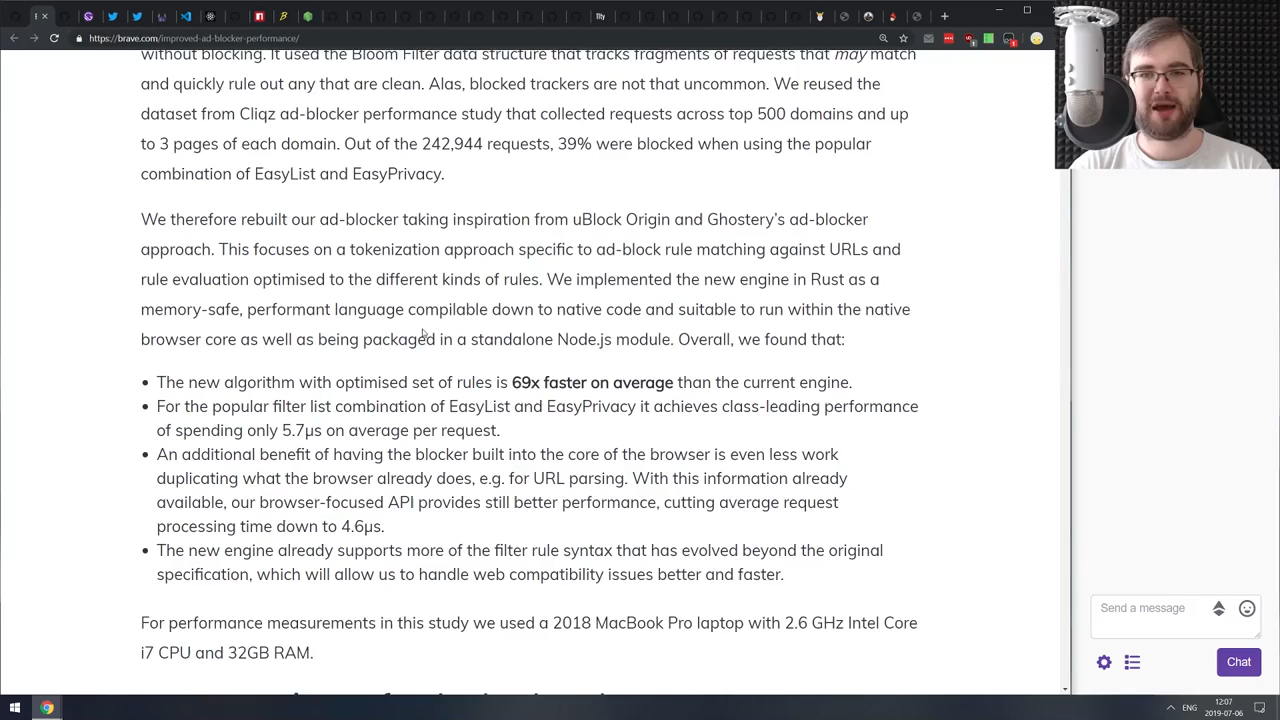 https://brave.com/improved-ad-blocker-performance/
without blocking. It used the bloom filter data structure that tracks fragments of requests that may match
and quickly rule out any that are clean. Alas, blocked trackers are not that uncommon. We reused the
dataset from Cliqz ad-blocker performance study that collected requests across top 500 domains and up
to 3 pages of each domain. Out of the 242,944 requests, 39% were blocked when using the popular
combination of EasyList and EasyPrivacy.
We therefore rebuilt our ad-blocker taking inspiration from uBlock Origin and Ghostery’s ad-blocker
approach. This focuses on a tokenization approach specific to ad-block rule matching against URLs and
rule evaluation optimised to the different kinds of rules. We implemented the new engine in Rust as a
memory-safe, performant language compilable down to native code and suitable to run within the native
browser core as well as being packaged in a standalone Node.js module. Overall, we found that:
• The new algorithm with optimised set of rules is 69x faster on average than the current engine.
• For the popular filter list combination of EasyList and EasyPrivacy it achieves class-leading performance
of spending only 5.7μs on average per request.
• An additional benefit of having the blocker built into the core of the browser is even less work
duplicating what the browser already does, e.g. for URL parsing. With this information already
available, our browser-focused API provides still better performance, cutting average request
processing time down to 4.6μs.
• The new engine already supports more of the filter rule syntax that has evolved beyond the original
specification, which will allow us to handle web compatibility issues better and faster.
For performance measurements in this study we used a 2018 MacBook Pro laptop with 2.6 GHz Intel Core
i7 CPU and 32GB RAM.
Send a message
Chat
ENG
12:07
2019-07-06